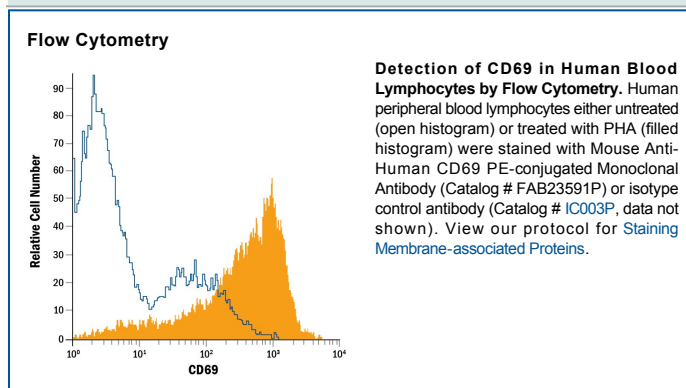 Flow Cytometry
90
80
70
60
50
40
30
20
10
0
Relative Cell Number
10⁰
10¹
10²
10³
10⁴
CD69
Detection of CD69 in Human Blood
Lymphocytes by Flow Cytometry. Human
peripheral blood lymphocytes either untreated
(open histogram) or treated with PHA (filled
histogram) were stained with Mouse Anti-
Human CD69 PE-conjugated Monoclonal
Antibody (Catalog # FAB23591P) or isotype
control antibody (Catalog # IC003P, data not
shown). View our protocol for Staining
Membrane-associated Proteins.